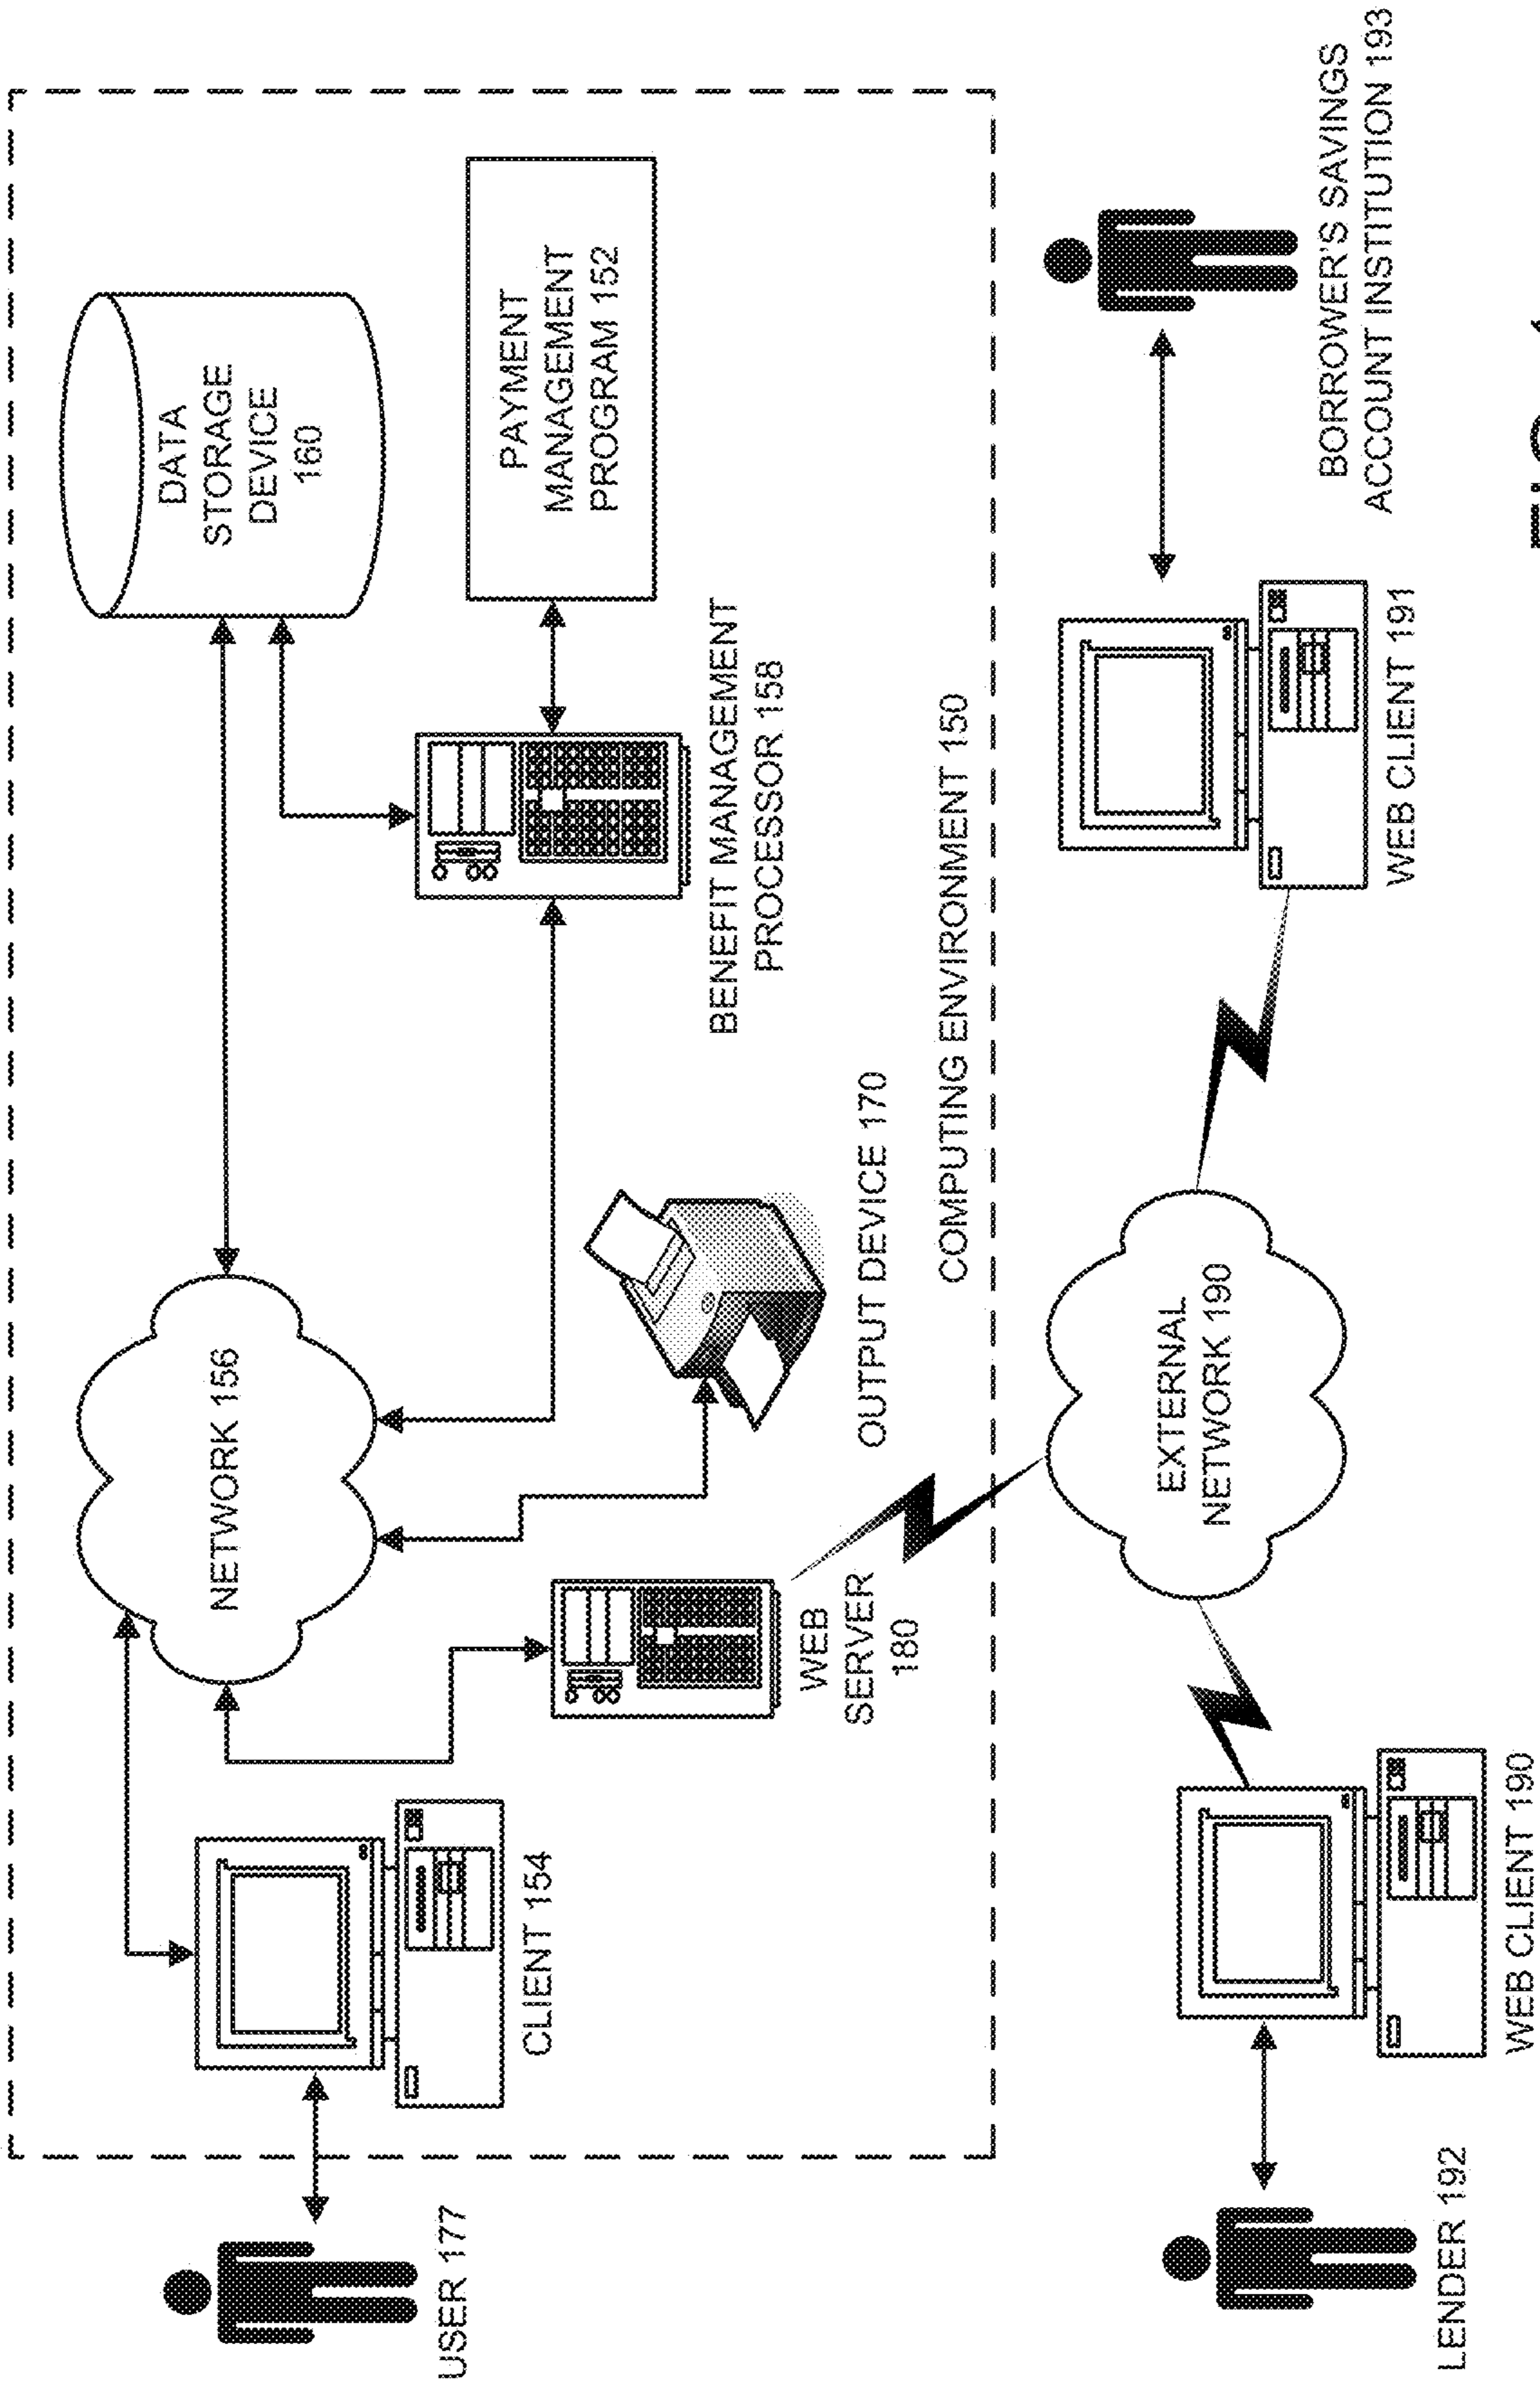 DATA
STORAGE
DEVICE
160
NETWORK 156
PAYMENT
MANAGEMENT
PROGRAM 152
BENEFIT MANAGEMENT
PROCESSOR 158
CLIENT 154
USER 177
WEB
SERVER
180
OUTPUT DEVICE 170
COMPUTING ENVIRONMENT 150
EXTERNAL
NETWORK 190
LENDER 192
WEB CLIENT 190
WEB CLIENT 191
BORROWER'S SAVINGS
ACCOUNT INSTITUTION 193